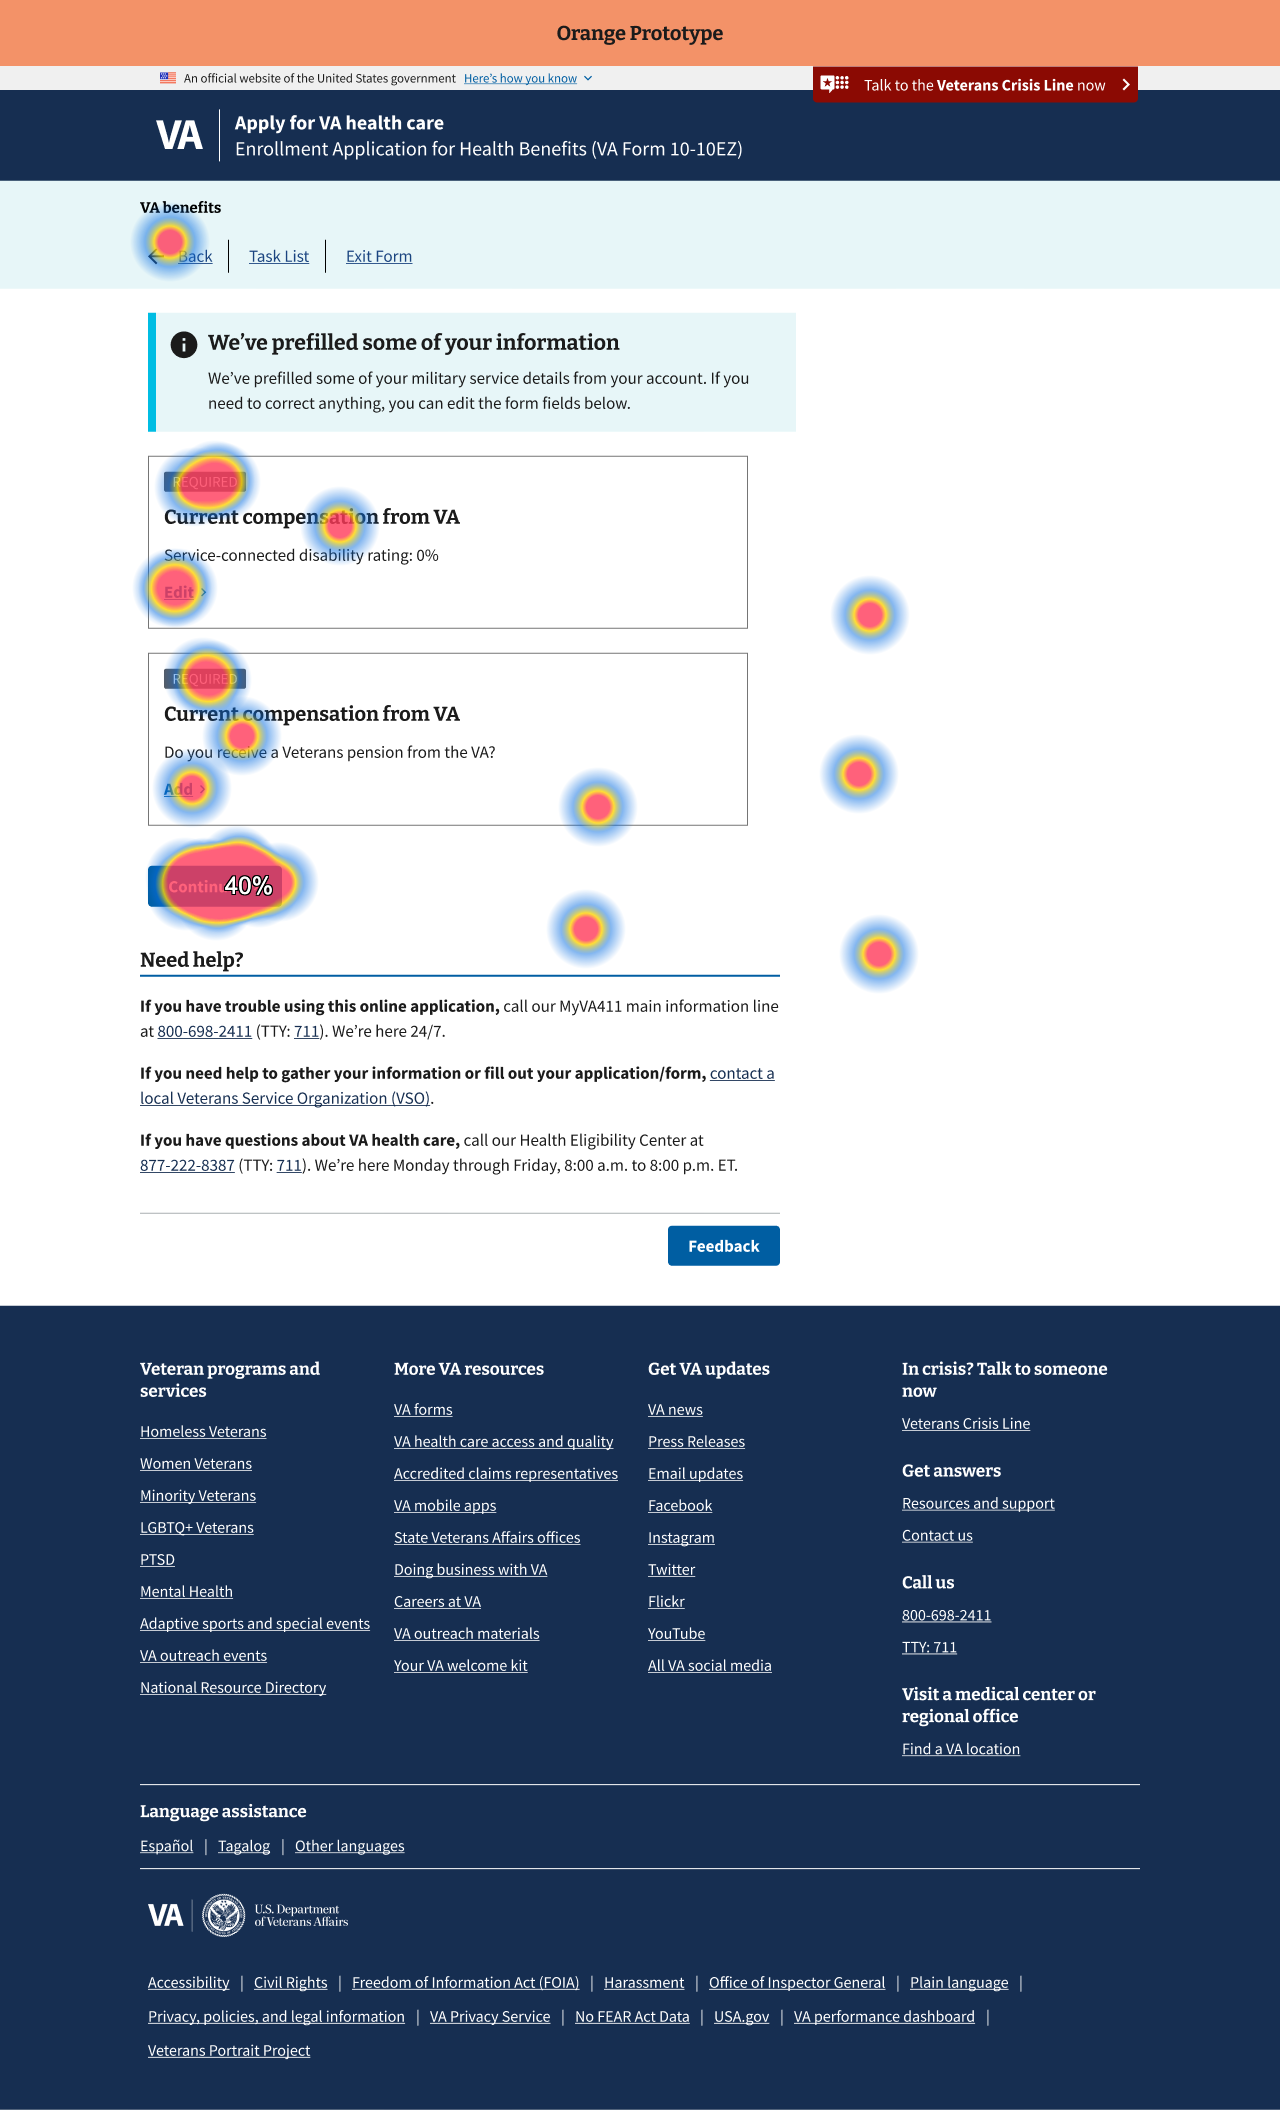 Orange Prototype
An official website of the United States government Here's how you know
Talk to the Veterans Crisis Line now
VA
Apply for VA health care
Enrollment Application for Health Benefits (VA Form 10-10EZ)
VA benefits
Back
Task List
Exit Form
We've prefilled some of your information
We've prefilled some of your military service details from your account. If you
need to correct anything, you can edit the form fields below.
REQUIRED
Current compensation from VA
Service-connected disability rating: 0%
Edit
REQUIRED
Current compensation from VA
Do you receive a Veterans pension from the VA?
Add
Continu 40%
Need help?
If you have trouble using this online application, call our MyVA411 main information line
at 800-698-2411 (TTY: 711). We're here 24/7.
If you need help to gather your information or fill out your application/form, contact a
local Veterans Service Organization (VSO).
If you have questions about VA health care, call our Health Eligibility Center at
877-222-8387 (TTY: 711). We're here Monday through Friday, 8:00 a.m. to 8:00 p.m. ET.
Feedback
Veteran programs and
services
Homeless Veterans
Women Veterans
Minority Veterans
LGBTQ+ Veterans
PTSD
Mental Health
Adaptive sports and special events
VA outreach events
National Resource Directory
More VA resources
VA forms
VA health care access and quality
Accredited claims representatives
VA mobile apps
State Veterans Affairs offices
Doing business with VA
Careers at VA
VA outreach materials
Your VA welcome kit
Get VA updates
VA news
Press Releases
Email updates
Facebook
Instagram
Twitter
Flickr
YouTube
All VA social media
In crisis? Talk to someone
now
Veterans Crisis Line
Get answers
Resources and support
Contact us
Call us
800-698-2411
TTY: 711
Visit a medical center or
regional office
Find a VA location
Language assistance
Español | Tagalog | Other languages
VA
U.S. Department
of Veterans Affairs
Accessibility | Civil Rights | Freedom of Information Act (FOIA) | Harassment | Office of Inspector General | Plain language |
Privacy, policies, and legal information | VA Privacy Service | No FEAR Act Data | USA.gov | VA performance dashboard |
Veterans Portrait Project